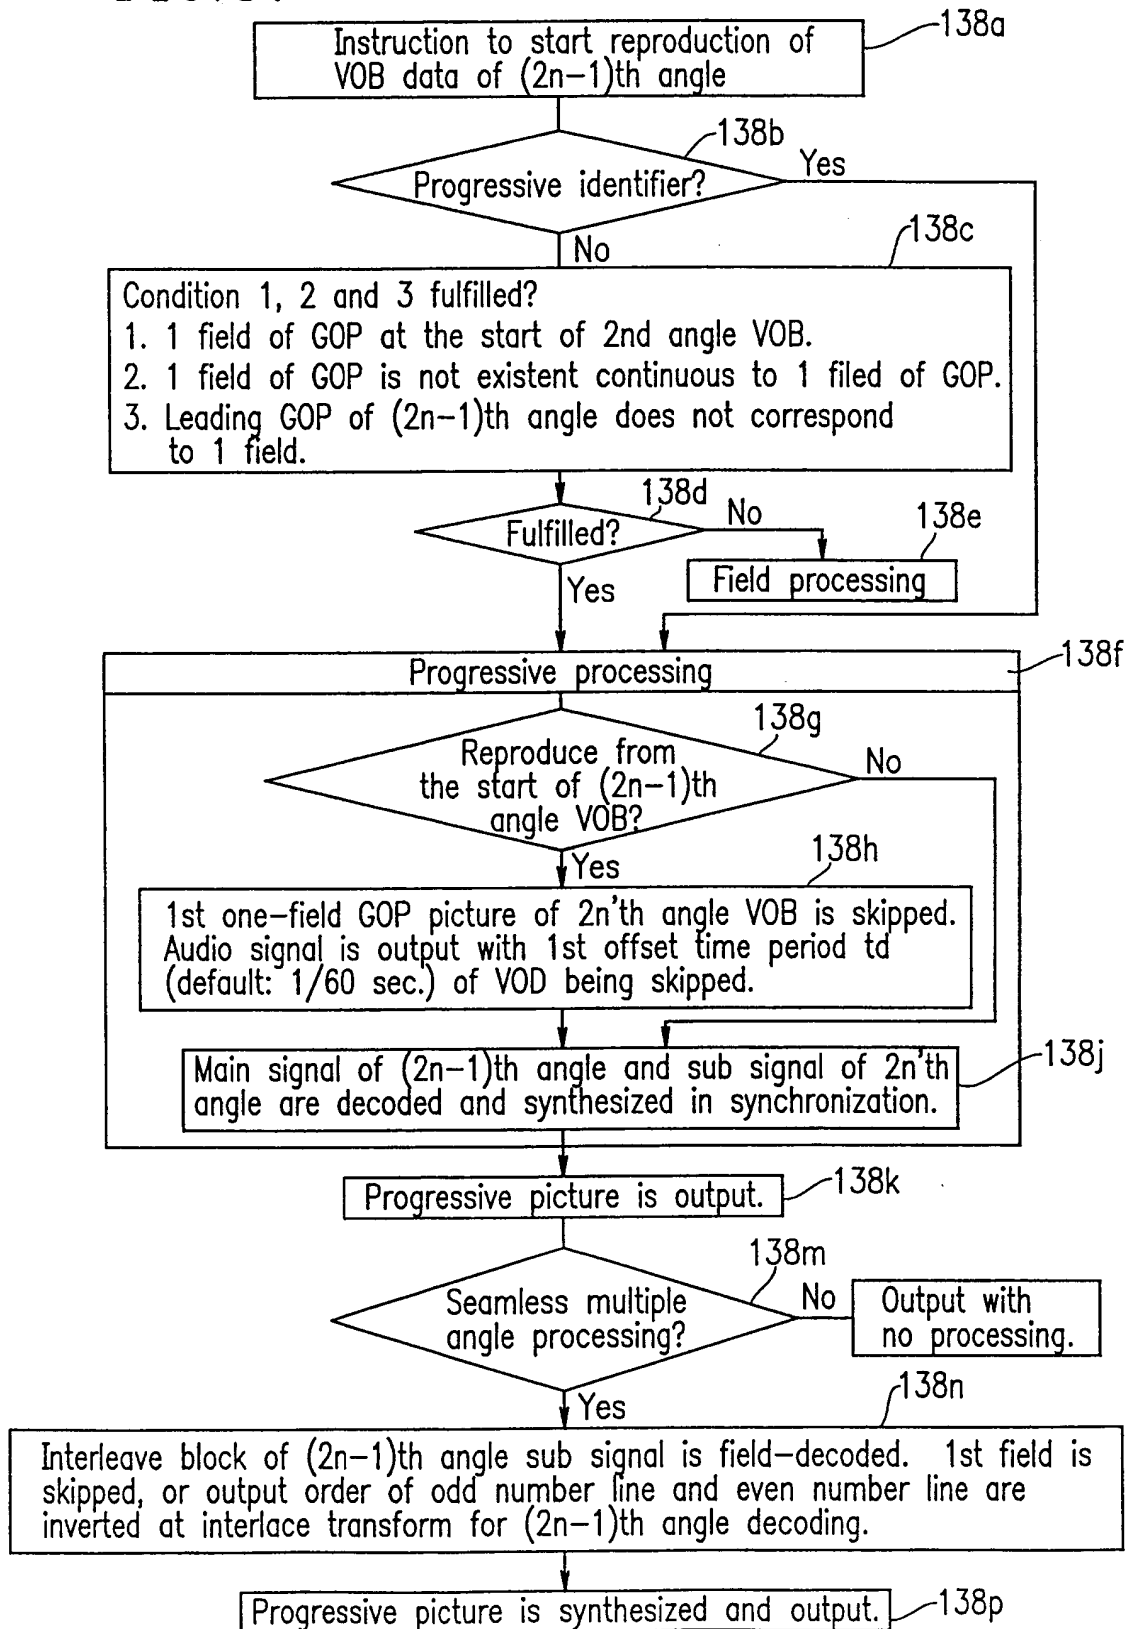 138a
Instruction to start reproduction of
VOB data of (2n-1)th angle
138b
Progressive identifier?
Yes
No
138c
Condition 1, 2 and 3 fulfilled?
1. 1 field of GOP at the start of 2nd angle VOB.
2. 1 field of GOP is not existent continuous to 1 filed of GOP.
3. Leading GOP of (2n-1)th angle does not correspond
to 1 field.
138d
Fulfilled?
No
138e
Field processing
Yes
Progressive processing
138f
138g
Reproduce from
the start of (2n-1)th
angle VOB?
No
Yes
138h
1st one-field GOP picture of 2n'th angle VOB is skipped.
Audio signal is output with 1st offset time period td
(default: 1/60 sec.) of VOD being skipped.
Main signal of (2n-1)th angle and sub signal of 2n'th
angle are decoded and synthesized in synchronization.
138j
Progressive picture is output.
138k
138m
Seamless multiple
angle processing?
No
Output with
no processing.
Yes
138n
Interleave block of (2n-1)th angle sub signal is field-decoded. 1st field is
skipped, or output order of odd number line and even number line are
inverted at interlace transform for (2n-1)th angle decoding.
Progressive picture is synthesized and output.
138p